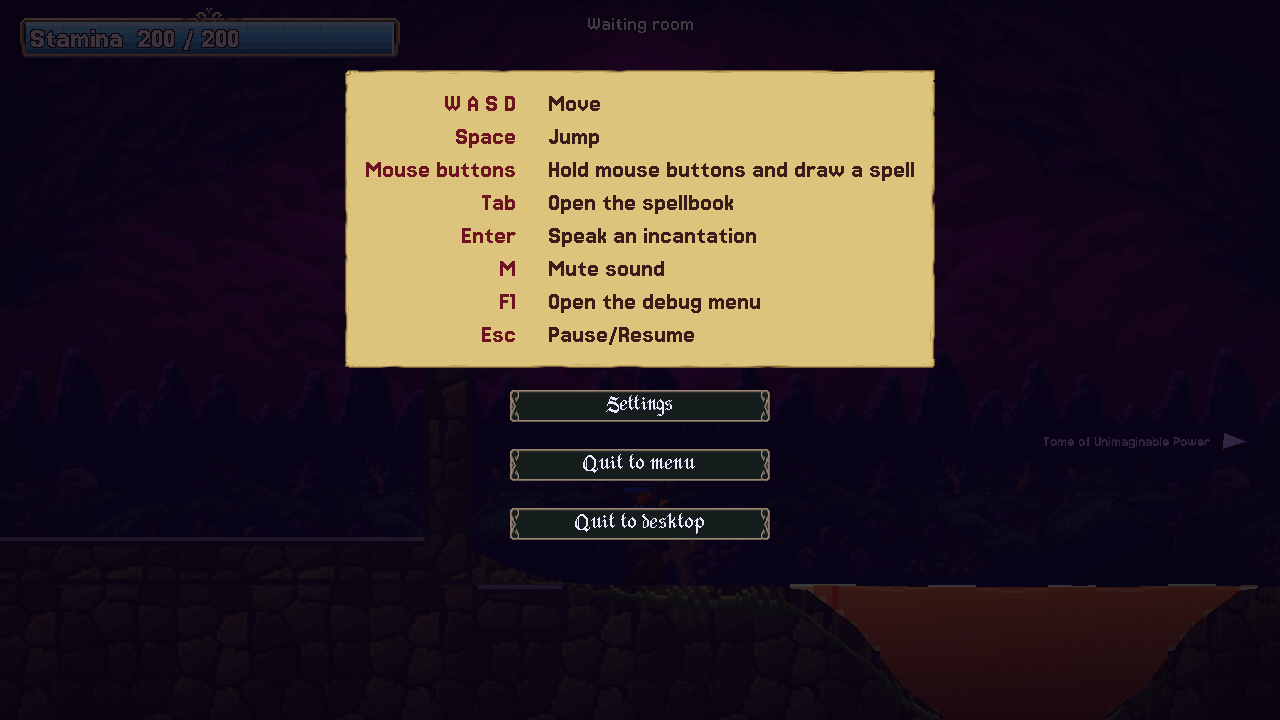 Stamina 200 / 200
Waiting room
W A S D Move
Space Jump
Mouse buttons Hold mouse buttons and draw a spell
Tab Open the spellbook
Enter Speak an incantation
M Mute sound
F1 Open the debug menu
Esc Pause/Resume
Settings
Tome of Unimaginable Power
Quit to menu
Quit to desktop